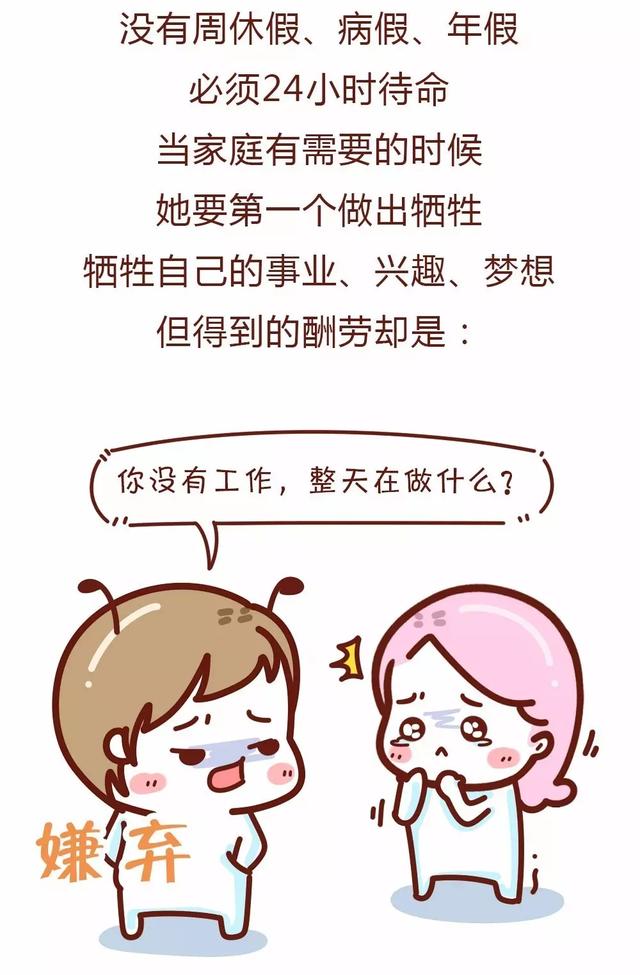 没有周休假、病假、年假
必须24小时待命
当家庭有需要的时候
她要第一个做出牺牲
牺牲自己的事业、兴趣、梦想
但得到的酬劳却是：
你没有工作，整天在做什么？
嫌弃